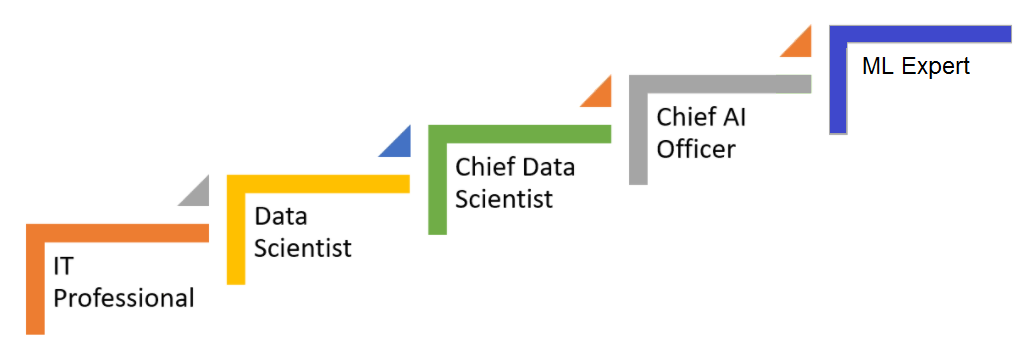 IT
Professional
Data
Scientist
Chief Data
Scientist
Chief AI
Officer
ML Expert